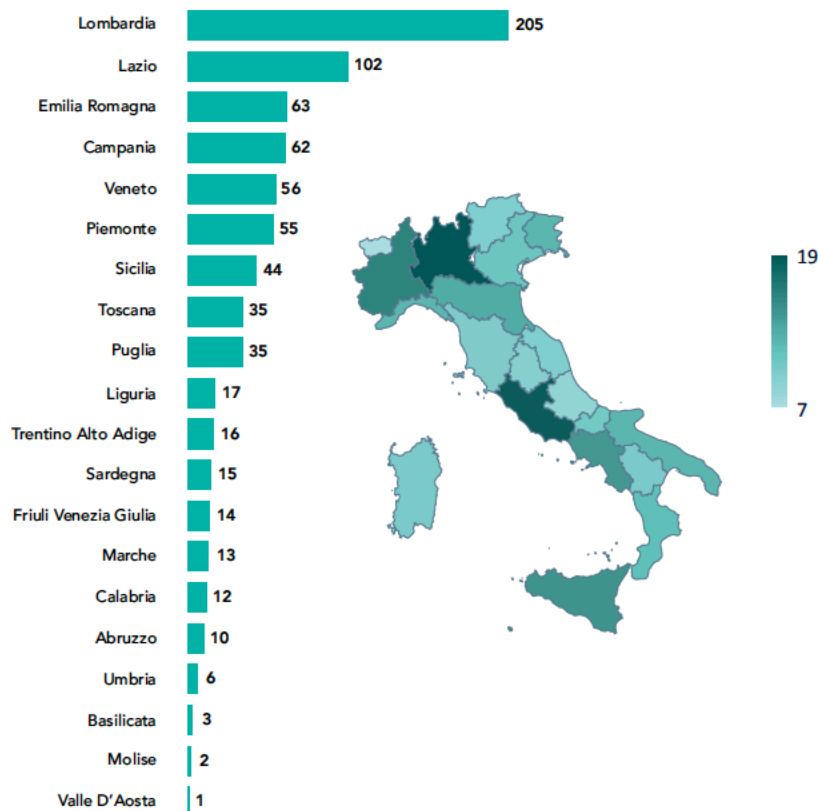 Lombardia 205
Lazio 102
Emilia Romagna 63
Campania 62
Veneto 56
Piemonte 55
Sicilia 44
Toscana 35
Puglia 35
Liguria 17
Trentino Alto Adige 16
Sardegna 15
Friuli Venezia Giulia 14
Marche 13
Calabria 12
Abruzzo 10
Umbria 6
Basilicata 3
Molise 2
Valle D'Aosta 1
19
7